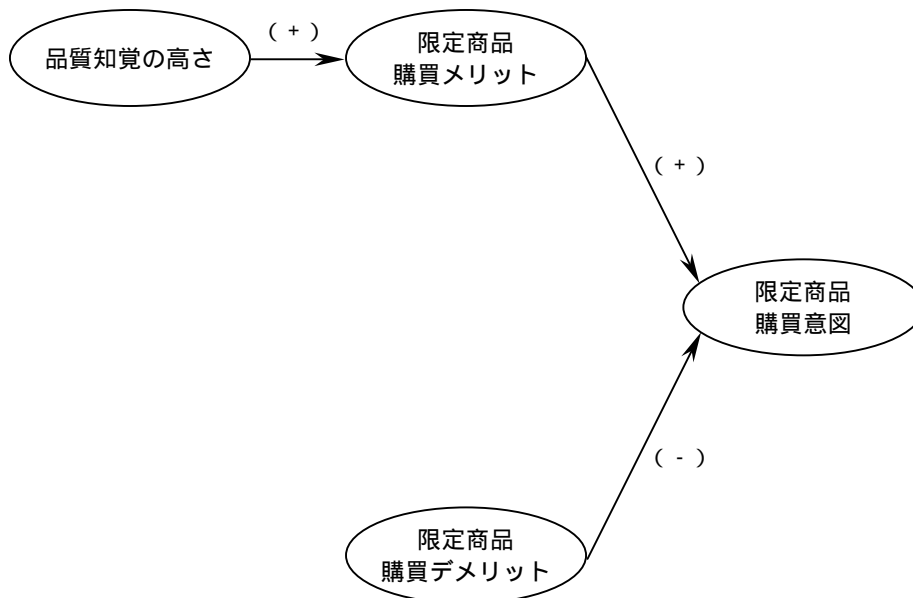 品質知覚の高さ
( + )
限定商品
購買メリット
( + )
限定商品
購買意図
( - )
限定商品
購買デメリット